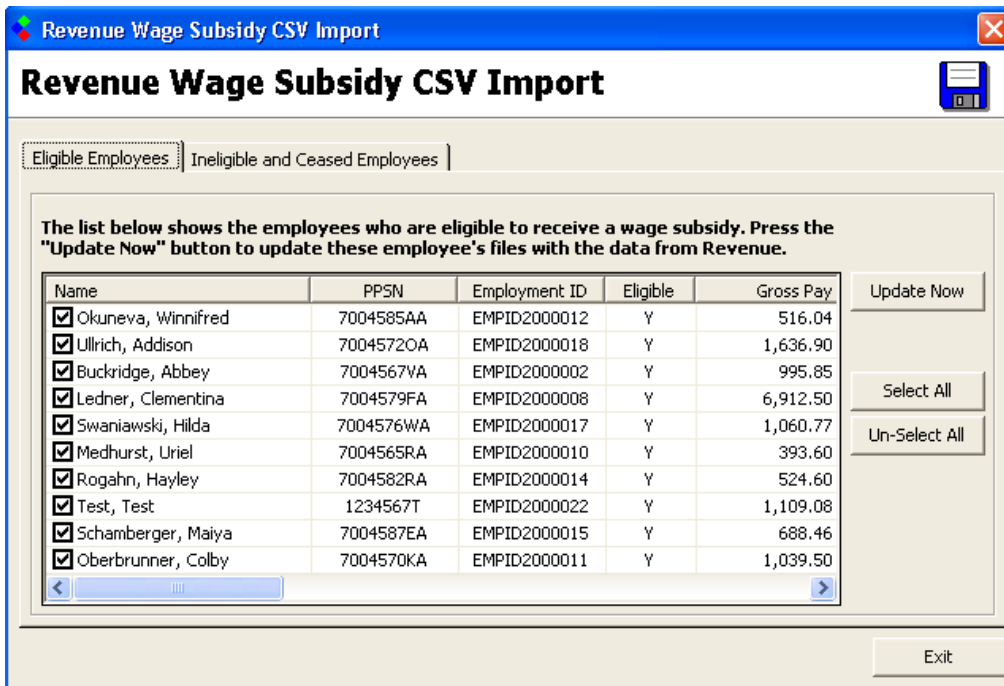 Revenue Wage Subsidy CSV Import
Revenue Wage Subsidy CSV Import
Eligible Employees Ineligible and Ceased Employees
The list below shows the employees who are eligible to receive a wage subsidy. Press the
"Update Now" button to update these employee's files with the data from Revenue.
Name PPSN Employment ID Eligible Gross Pay
Okuneva, Winnifred 7004585AA EMPID2000012 Y 516.04
Ullrich, Addison 7004572OA EMPID2000018 Y 1,636.90
Buckridge, Abbey 7004567VA EMPID2000002 Y 995.85
Ledner, Clementina 7004579FA EMPID2000008 Y 6,912.50
Swaniawski, Hilda 7004576WA EMPID2000017 Y 1,060.77
Medhurst, Uriel 7004565RA EMPID2000010 Y 393.60
Rogahn, Hayley 7004582RA EMPID2000014 Y 524.60
Test, Test 1234567T EMPID2000022 Y 1,109.08
Schamberger, Maiya 7004587EA EMPID2000015 Y 688.46
Oberbrunner, Colby 7004570KA EMPID2000011 Y 1,039.50
Update Now
Select All
Un-Select All
Exit